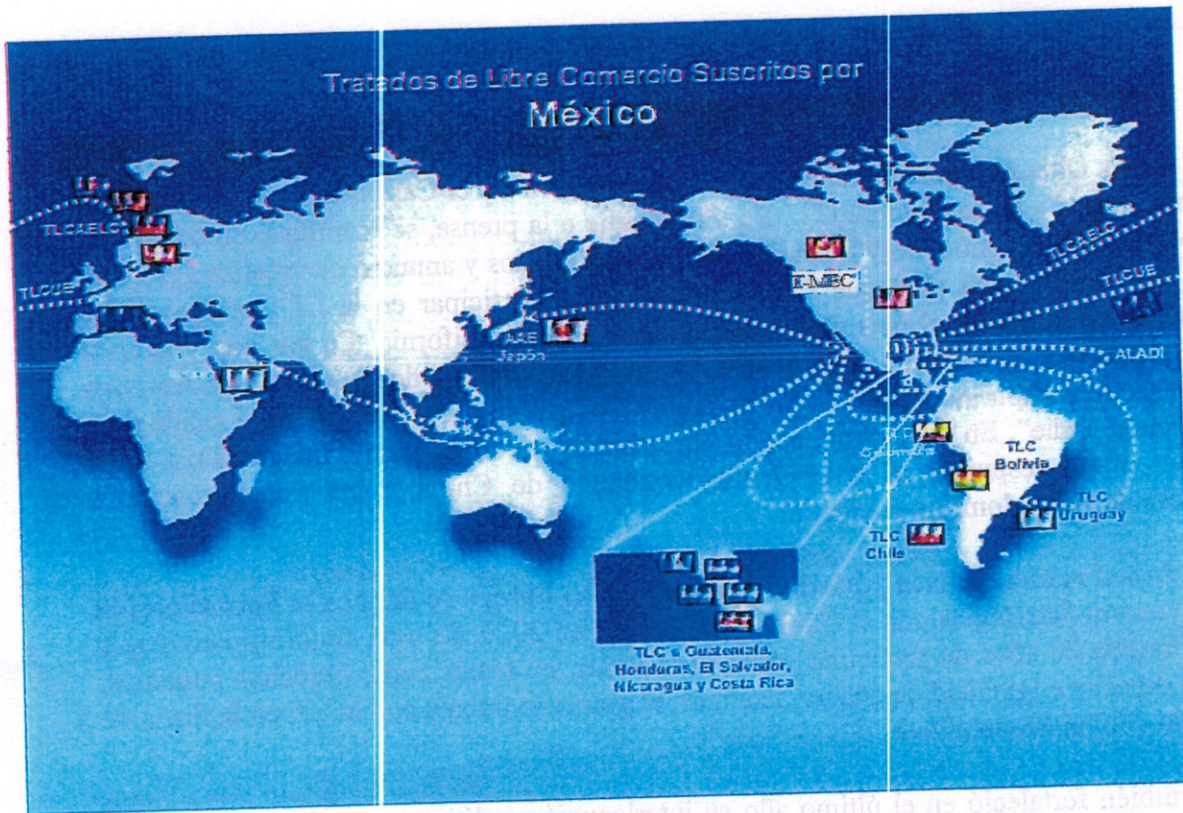 Tratados de Libre Comercio Suscritos por
México
TLCAELC
TLCUE
AAE
Japón
T-MEC
TLCAELC
TLCUE
ALADI
Colombia
TLC
Bolivia
TLC
Uruguay
TLC
Chile
TLC's Guatemala,
Honduras, El Salvador,
Nicaragua y Costa Rica